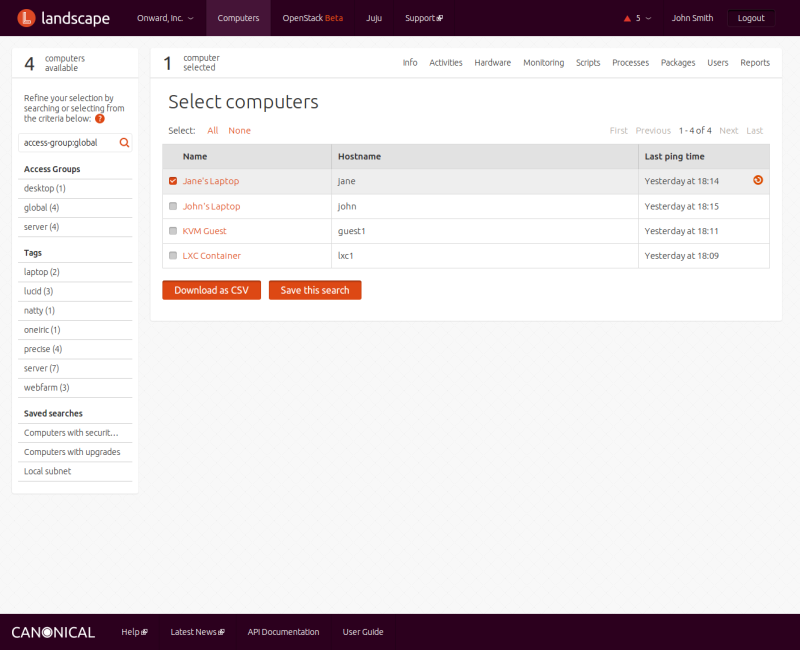 landscape
Onward, Inc.
Computers
OpenStack Beta
Juju
Support
5
John Smith
Logout
4 computers available
1 computer selected
Info Activities Hardware Monitoring Scripts Processes Packages Users Reports
Refine your selection by
searching or selecting from
the criteria below: ?
access-group:global
Access Groups
desktop (1)
global (4)
server (4)
Tags
laptop (2)
lucid (3)
natty (1)
oneiric (1)
precise (4)
server (7)
webfarm (3)
Saved searches
Computers with securit...
Computers with upgrades
Local subnet
Select computers
Select: All None
First Previous 1 - 4 of 4 Next Last
Name Hostname Last ping time
Jane's Laptop jane Yesterday at 18:14
John's Laptop john Yesterday at 18:15
KVM Guest guest1 Yesterday at 18:11
LXC Container lxc1 Yesterday at 18:09
Download as CSV Save this search
CANONICAL
Help
Latest News
API Documentation
User Guide